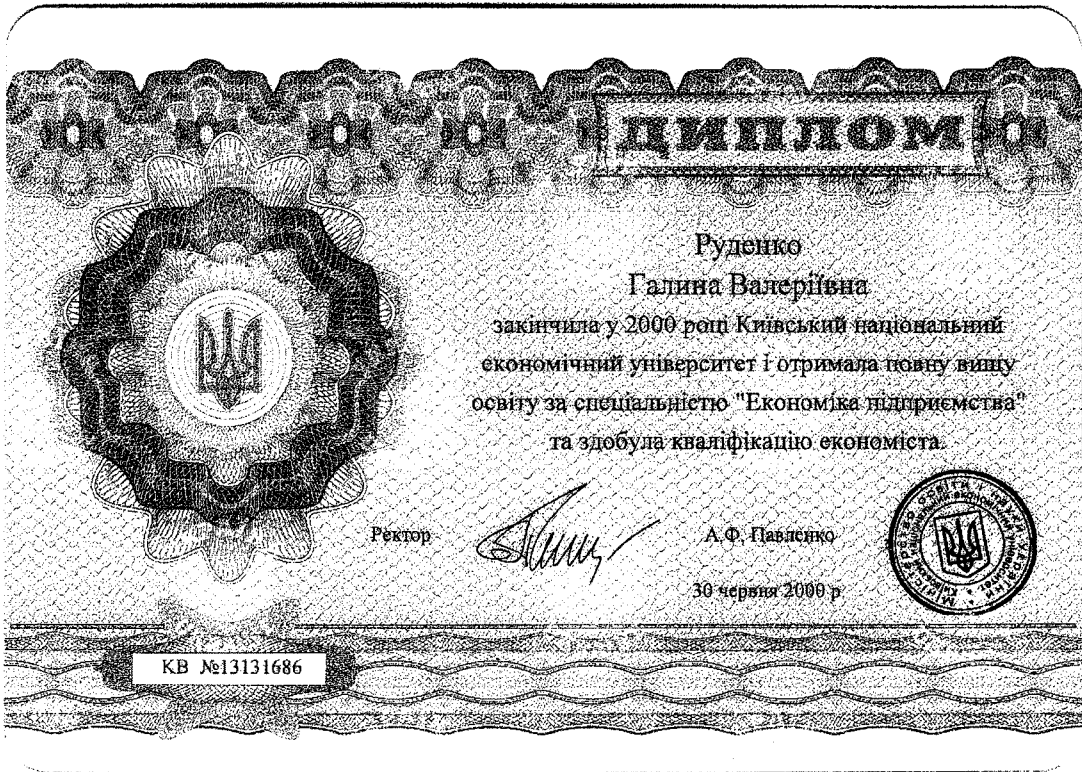 ДИПЛОМ
Руденко
Галина Валеріївна
закінчила у 2000 році Київський національний
економічний університет і отримала повну вищу
освіту за спеціальністю "Економіка підприємства"
та здобула кваліфікацію економіста.
Ректор
А.Ф. Павленко
30 червня 2000 р
КВ №13131686